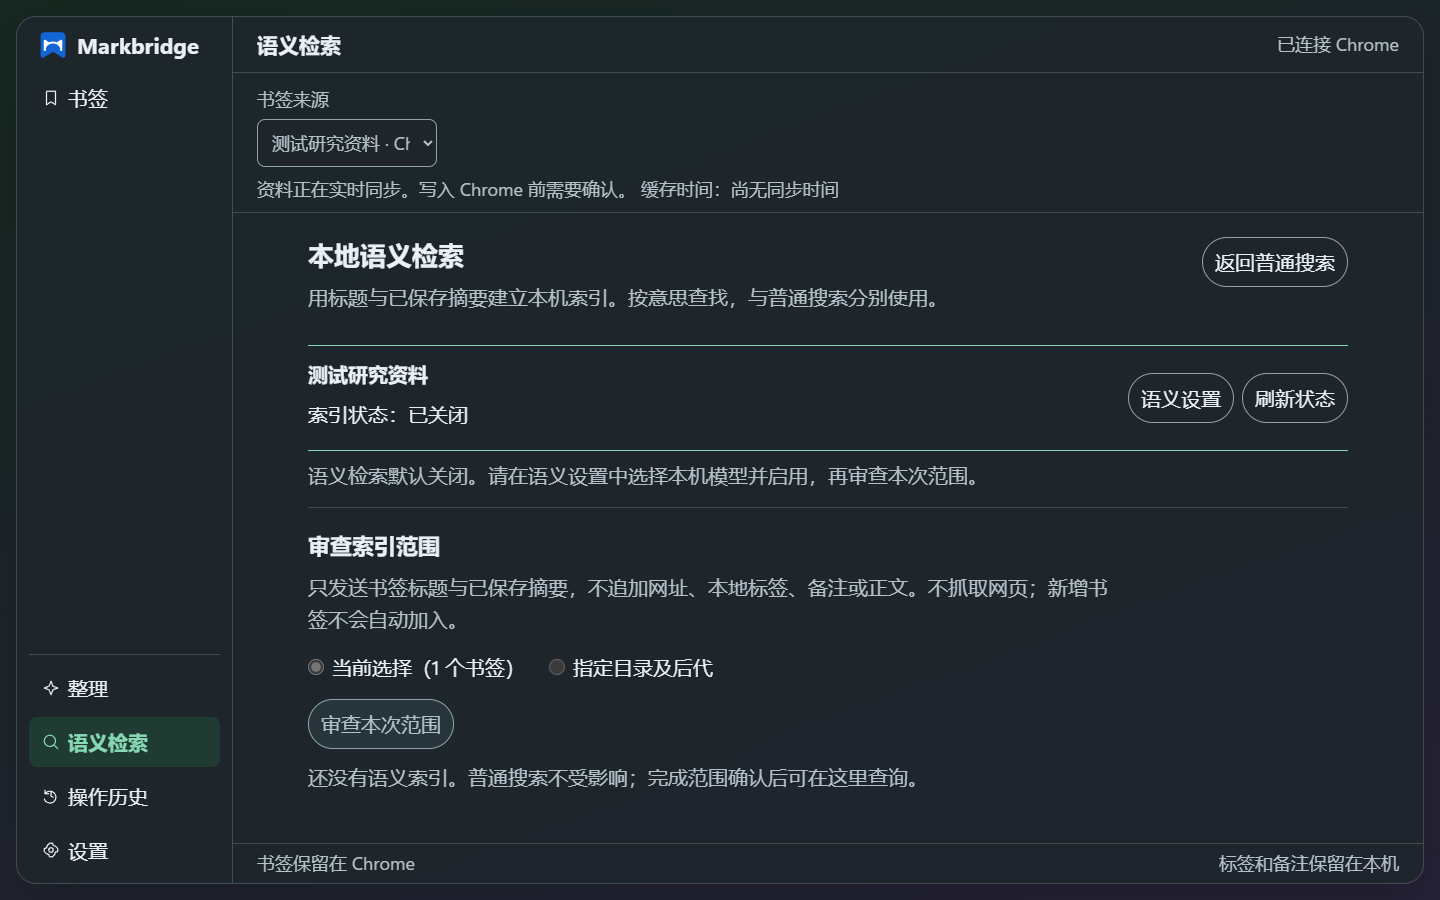 Markbridge
书签
整理
语义检索
操作历史
设置
语义检索
已连接 Chrome
书签来源
测试研究资料 · Ch
资料正在实时同步。写入 Chrome 前需要确认。 缓存时间：尚无同步时间
本地语义检索
返回普通搜索
用标题与已保存摘要建立本机索引。按意思查找，与普通搜索分别使用。
测试研究资料
索引状态：已关闭
语义设置
刷新状态
语义检索默认关闭。请在语义设置中选择本机模型并启用，再审查本次范围。
审查索引范围
只发送书签标题与已保存摘要，不追加网址、本地标签、备注或正文。不抓取网页；新增书
签不会自动加入。
当前选择（1 个书签）
指定目录及后代
审查本次范围
还没有语义索引。普通搜索不受影响；完成范围确认后可在这里查询。
书签保留在 Chrome
标签和备注保留在本机